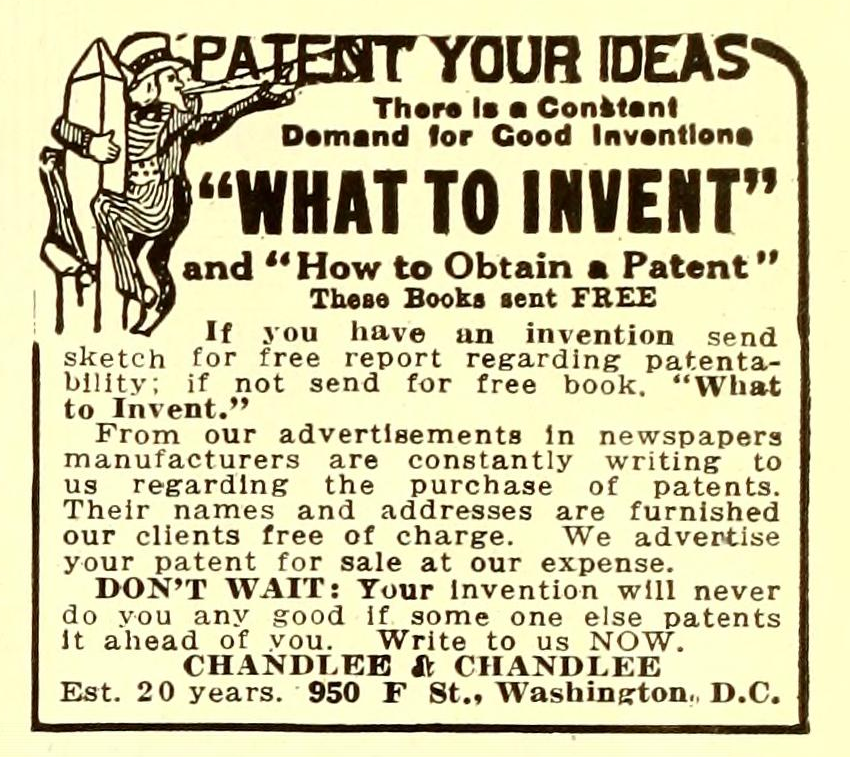 PATENT YOUR IDEAS
There is a Constant
Demand for Good Inventions
“WHAT TO INVENT”
and “How to Obtain a Patent”
These Books sent FREE
If you have an invention send
sketch for free report regarding patenta-
bility; if not send for free book. “What
to Invent.”
From our advertisements in newspapers
manufacturers are constantly writing to
us regarding the purchase of patents.
Their names and addresses are furnished
our clients free of charge. We advertise
your patent for sale at our expense.
DON'T WAIT: Your invention will never
do you any good if some one else patents
it ahead of you. Write to us NOW.
CHANDLEE & CHANDLEE
Est. 20 years. 950 F St., Washington, D.C.